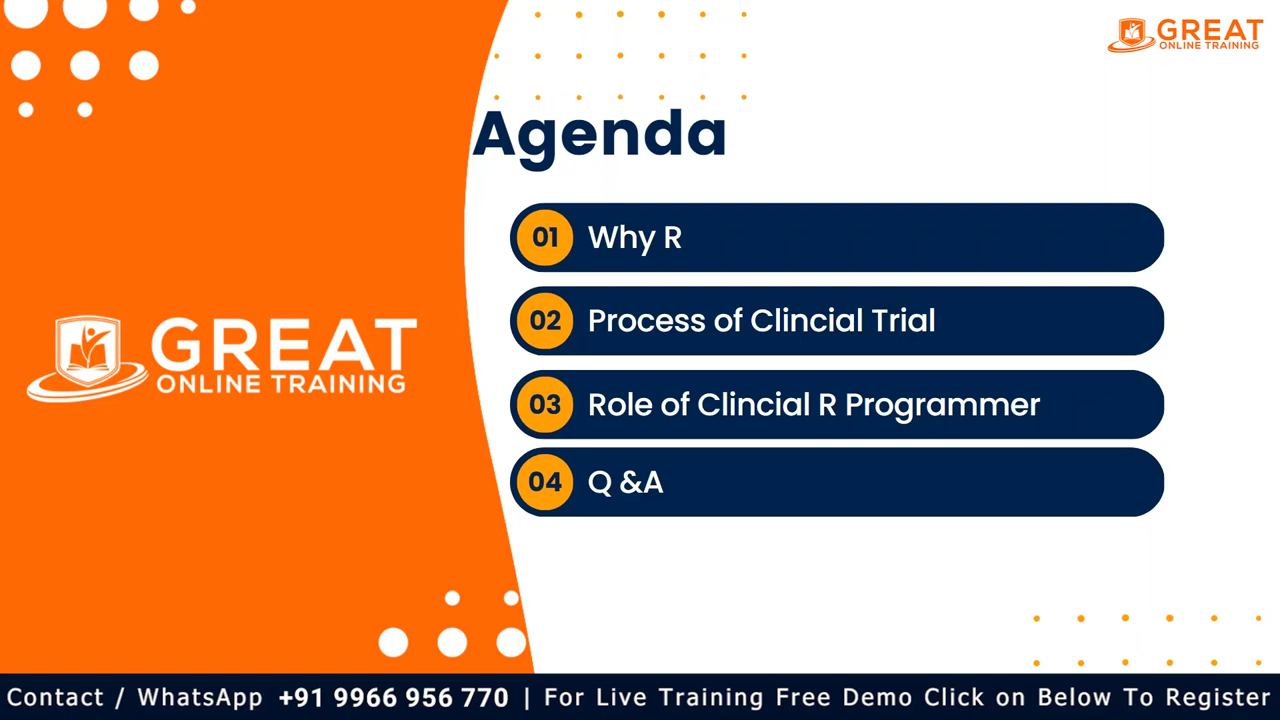 GREAT
ONLINE TRAINING
Agenda
01 Why R
02 Process of Clincial Trial
03 Role of Clincial R Programmer
04 Q &A
GREAT
ONLINE TRAINING
Contact / WhatsApp +91 9966 956 770 | For Live Training Free Demo Click on Below To Register